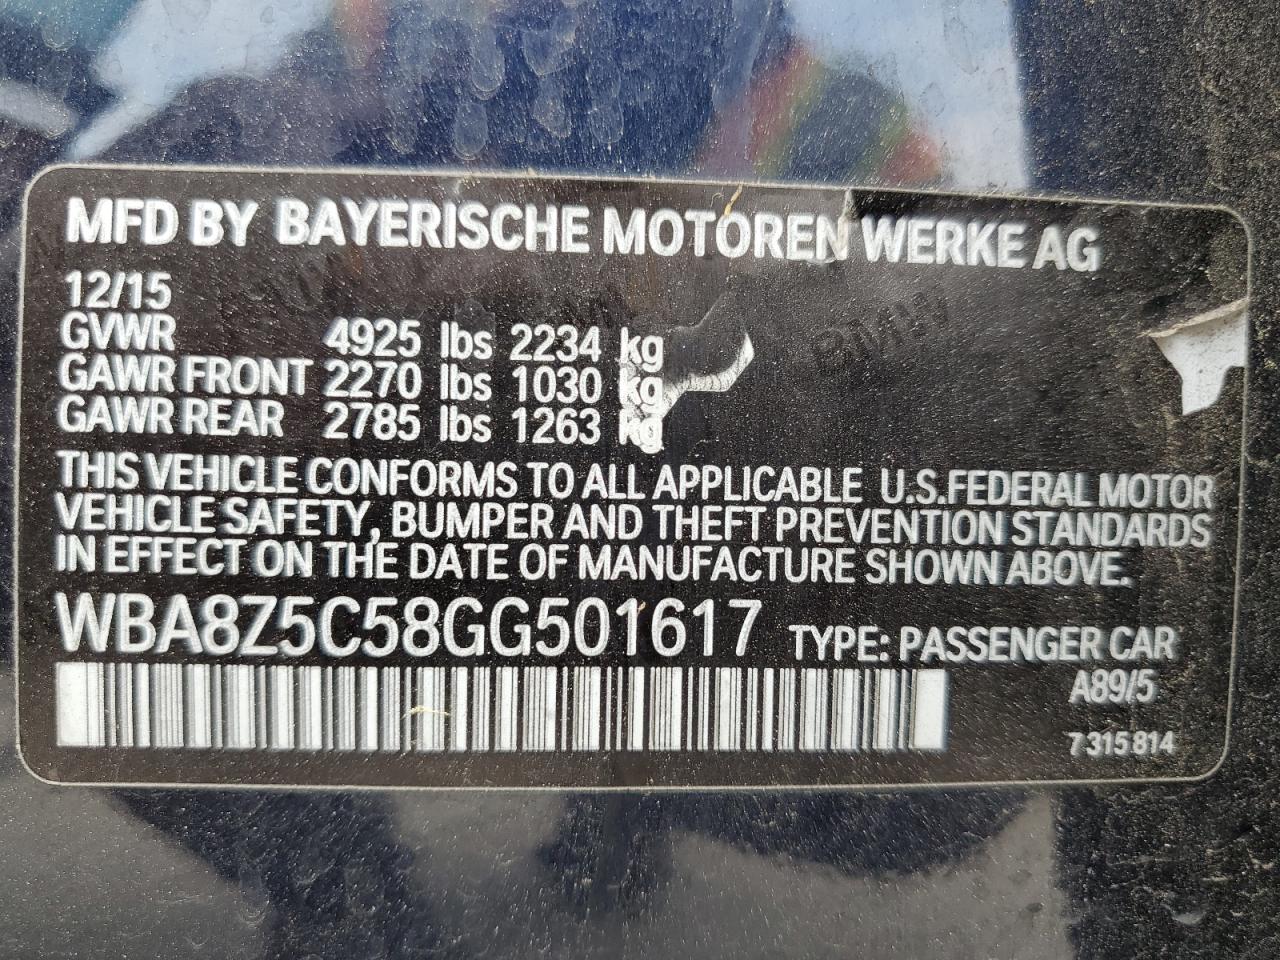 MFD BY BAYERISCHE MOTOREN WERKE AG
12/15
GVWR 4925 lbs 2234 kg
GAWR FRONT 2270 lbs 1030 kg
GAWR REAR 2785 lbs 1263 kg
THIS VEHICLE CONFORMS TO ALL APPLICABLE U.S.FEDERAL MOTOR
VEHICLE SAFETY, BUMPER AND THEFT PREVENTION STANDARDS
IN EFFECT ON THE DATE OF MANUFACTURE SHOWN ABOVE.
WBA8Z5C58GG501617 TYPE: PASSENGER CAR
A89/5
7 315 814
BMW